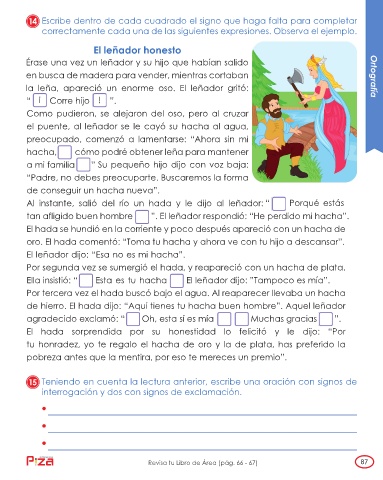 14 Escribe dentro de cada cuadrado el signo que haga falta para completar
correctamente cada una de las siguientes expresiones. Observa el ejemplo.
El leñador honesto
Érase una vez un leñador y su hijo que habían salido
en busca de madera para vender, mientras cortaban
la leña, apareció un enorme oso. El leñador gritó:
“ ! Corre hijo ! ”.
Como pudieron, se alejaron del oso, pero al cruzar
el puente, al leñador se le cayó su hacha al agua,
preocupado, comenzó a lamentarse: “Ahora sin mi
hacha, cómo podré obtener leña para mantener
a mi familia “ Su pequeño hijo dijo con voz baja:
“Padre, no debes preocuparte. Buscaremos la forma
de conseguir un hacha nueva”.
Al instante, salió del río un hada y le dijo al leñador: “ Porqué estás
tan afligido buen hombre ”. El leñador respondió: “He perdido mi hacha”.
El hada se hundió en la corriente y poco después apareció con un hacha de
oro. El hada comentó: “Toma tu hacha y ahora ve con tu hijo a descansar”.
El leñador dijo: “Esa no es mi hacha”.
Por segunda vez se sumergió el hada, y reapareció con un hacha de plata.
Ella insistió: “ Esta es tu hacha El leñador dijo: "Tampoco es mía”.
Por tercera vez el hada buscó bajo el agua. Al reaparecer llevaba un hacha
de hierro. El hada dijo: “Aquí tienes tu hacha buen hombre”. Aquel leñador
agradecido exclamó: “ Oh, esta sí es mía Muchas gracias ”.
El hada sorprendida por su honestidad lo felicitó y le dijo: “Por
tu honradez, yo te regalo el hacha de oro y la de plata, has preferido la
pobreza antes que la mentira, por eso te mereces un premio”.
15 Teniendo en cuenta la lectura anterior, escribe una oración con signos de
interrogación y dos con signos de exclamación.
Ortografía
Revisa tu Libro de Área (pág. 66 - 67)
87